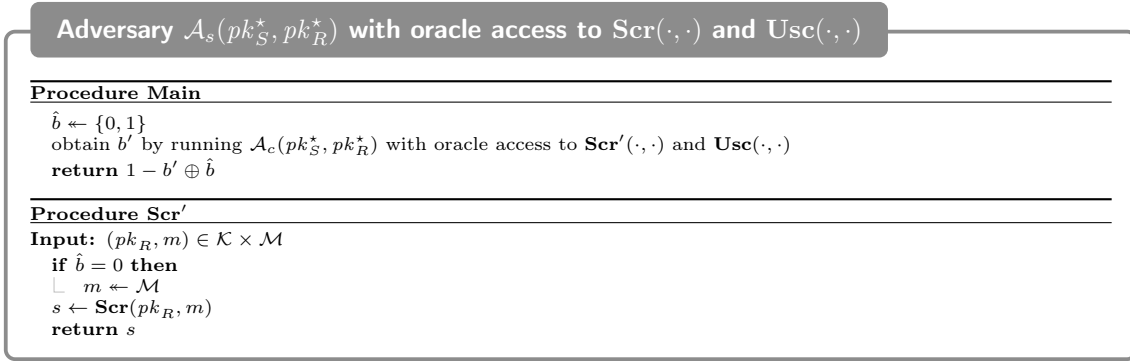 Adversary 𝒜ₛ(pk⋆_S, pk⋆_R) with oracle access to Scr(·,·) and Usc(·,·)
Procedure Main
b̂ ↞ {0, 1}
obtain b′ by running 𝒜_c(pk⋆_S, pk⋆_R) with oracle access to Scr′(·,·) and Usc(·,·)
return 1 − b′ ⊕ b̂
Procedure Scr′
Input: (pk_R, m) ∈ 𝒦 × ℳ
if b̂ = 0 then
m ↞ ℳ
s ← Scr(pk_R, m)
return s